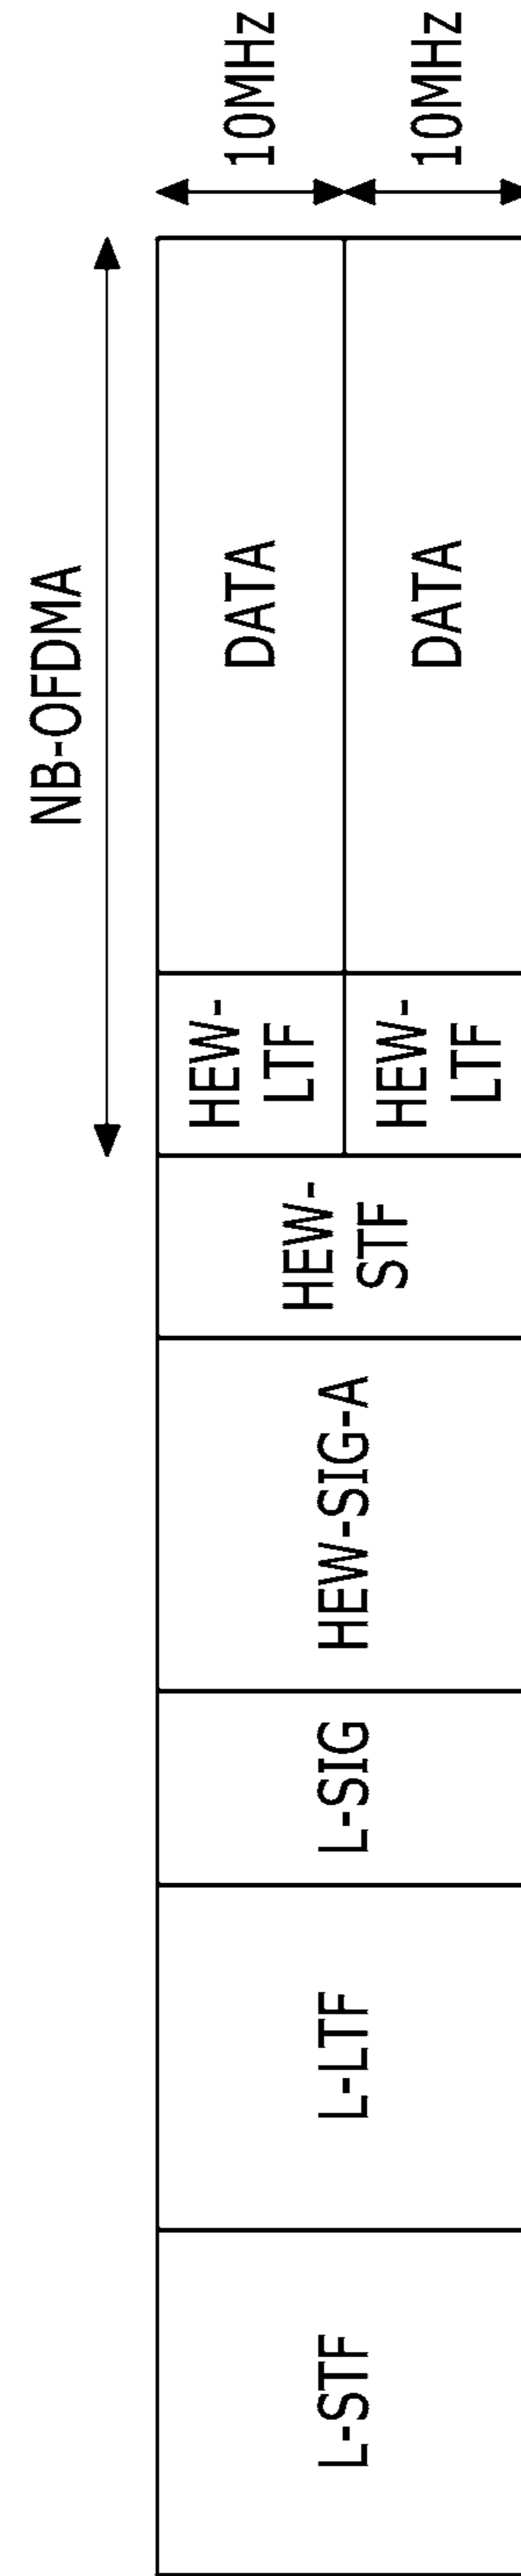 NB-OFDMA
L-STF
L-LTF
L-SIG
HEW-SIG-A
HEW-
STF
HEW-
LTF
DATA
10MHz
HEW-
LTF
DATA
10MHz